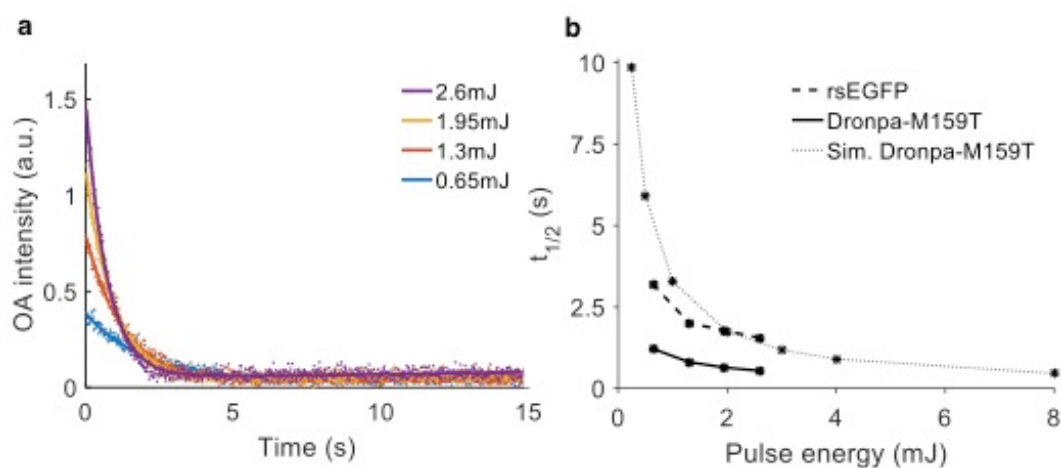 a
OA intensity (a.u.)
1.5
1
0.5
0
0
5
10
15
Time (s)
2.6mJ
1.95mJ
1.3mJ
0.65mJ
b
t1/2 (s)
10
7.5
5
2.5
0
0
2
4
6
8
Pulse energy (mJ)
rsEGFP
Dronpa-M159T
Sim. Dronpa-M159T